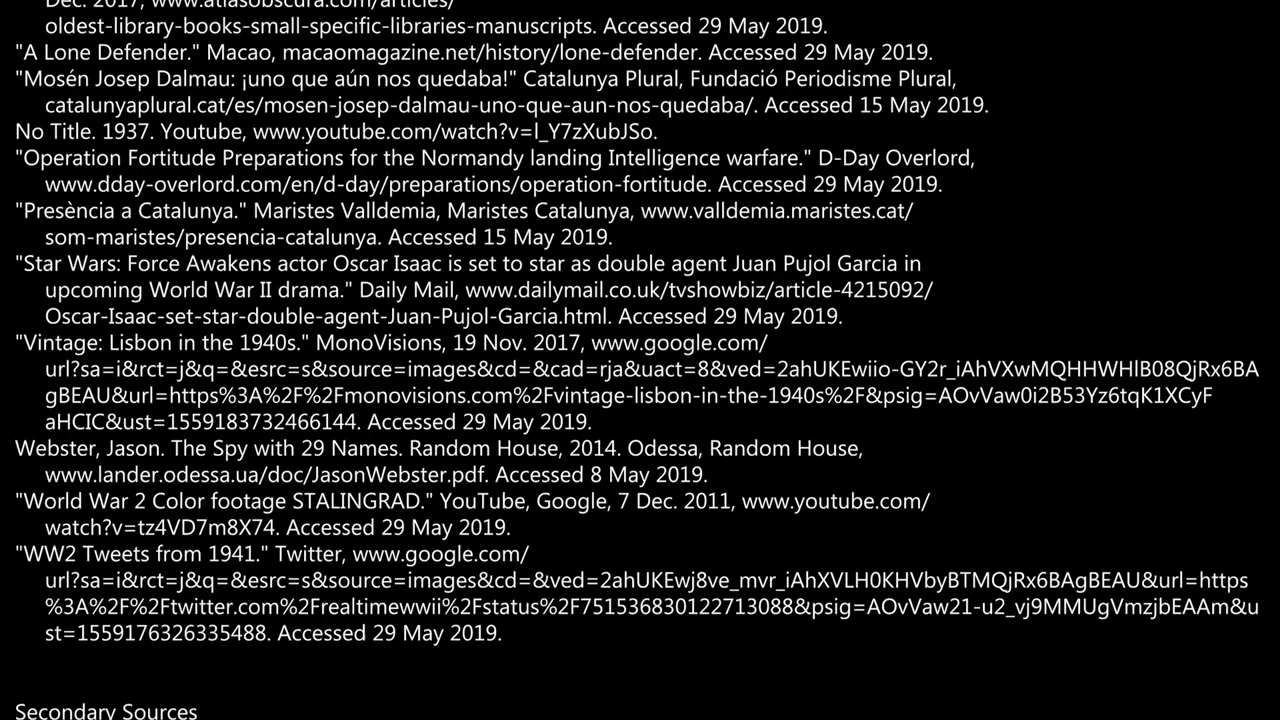 Dec. 2017, www.atlasobscura.com/articles/
oldest-library-books-small-specific-libraries-manuscripts. Accessed 29 May 2019.
"A Lone Defender." Macao, macaomagazine.net/history/lone-defender. Accessed 29 May 2019.
"Mosén Josep Dalmau: ¡uno que aún nos quedaba!" Catalunya Plural, Fundació Periodisme Plural,
catalunyaplural.cat/es/mosen-josep-dalmau-uno-que-aun-nos-quedaba/. Accessed 15 May 2019.
No Title. 1937. Youtube, www.youtube.com/watch?v=l_Y7zXubJSo.
"Operation Fortitude Preparations for the Normandy landing Intelligence warfare." D-Day Overlord,
www.dday-overlord.com/en/d-day/preparations/operation-fortitude. Accessed 29 May 2019.
"Presència a Catalunya." Maristes Valldemia, Maristes Catalunya, www.valldemia.maristes.cat/
som-maristes/presencia-catalunya. Accessed 15 May 2019.
"Star Wars: Force Awakens actor Oscar Isaac is set to star as double agent Juan Pujol Garcia in
upcoming World War II drama." Daily Mail, www.dailymail.co.uk/tvshowbiz/article-4215092/
Oscar-Isaac-set-star-double-agent-Juan-Pujol-Garcia.html. Accessed 29 May 2019.
"Vintage: Lisbon in the 1940s." MonoVisions, 19 Nov. 2017, www.google.com/
url?sa=i&rct=j&q=&esrc=s&source=images&cd=&cad=rja&uact=8&ved=2ahUKEwiio-GY2r_iAhVXwMQHHWHlB08QjRx6BA
gBEAU&url=https%3A%2F%2Fmonovisions.com%2Fvintage-lisbon-in-the-1940s%2F&psig=AOvVaw0i2B53Yz6tqK1XCyF
aHCIC&ust=1559183732466144. Accessed 29 May 2019.
Webster, Jason. The Spy with 29 Names. Random House, 2014. Odessa, Random House,
www.lander.odessa.ua/doc/JasonWebster.pdf. Accessed 8 May 2019.
"World War 2 Color footage STALINGRAD." YouTube, Google, 7 Dec. 2011, www.youtube.com/
watch?v=tz4VD7m8X74. Accessed 29 May 2019.
"WW2 Tweets from 1941." Twitter, www.google.com/
url?sa=i&rct=j&q=&esrc=s&source=images&cd=&ved=2ahUKEwj8ve_mvr_iAhXVLH0KHVbyBTMQjRx6BAgBEAU&url=https
%3A%2F%2Ftwitter.com%2Frealtimewwii%2Fstatus%2F751536830122713088&psig=AOvVaw21-u2_vj9MMUgVmzjbEAAm&u
st=1559176326335488. Accessed 29 May 2019.
Secondary Sources